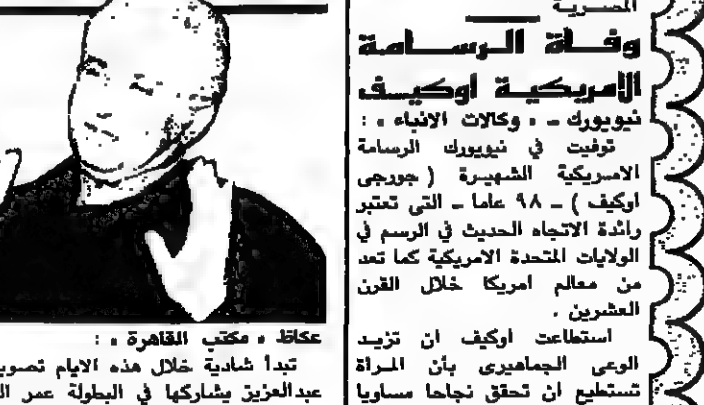 المصرية
وفاة الرسامة
الامريكية اوكيف
نيويورك - « وكالات الانباء » :
توفيت في نيويورك الرسامة
الامريكية الشهيرة ( جورجى
اوكيف ) - ٩٨ عاما - التى تعتبر
رائدة الاتجاه الحديث في الرسم في
الولايات المتحدة الامريكية كما تعد
من معالم امريكا خلال القرن
العشرين .
استطاعت اوكيف ان تزيد
الوعى الجماهيرى بأن المرأة
تستطيع ان تحقق نجاحا مساويا
عكاظ « مكتب القاهرة » :
تبدأ شادية خلال هذه الايام
عبدالعزيز يشاركها في البطولة عمر